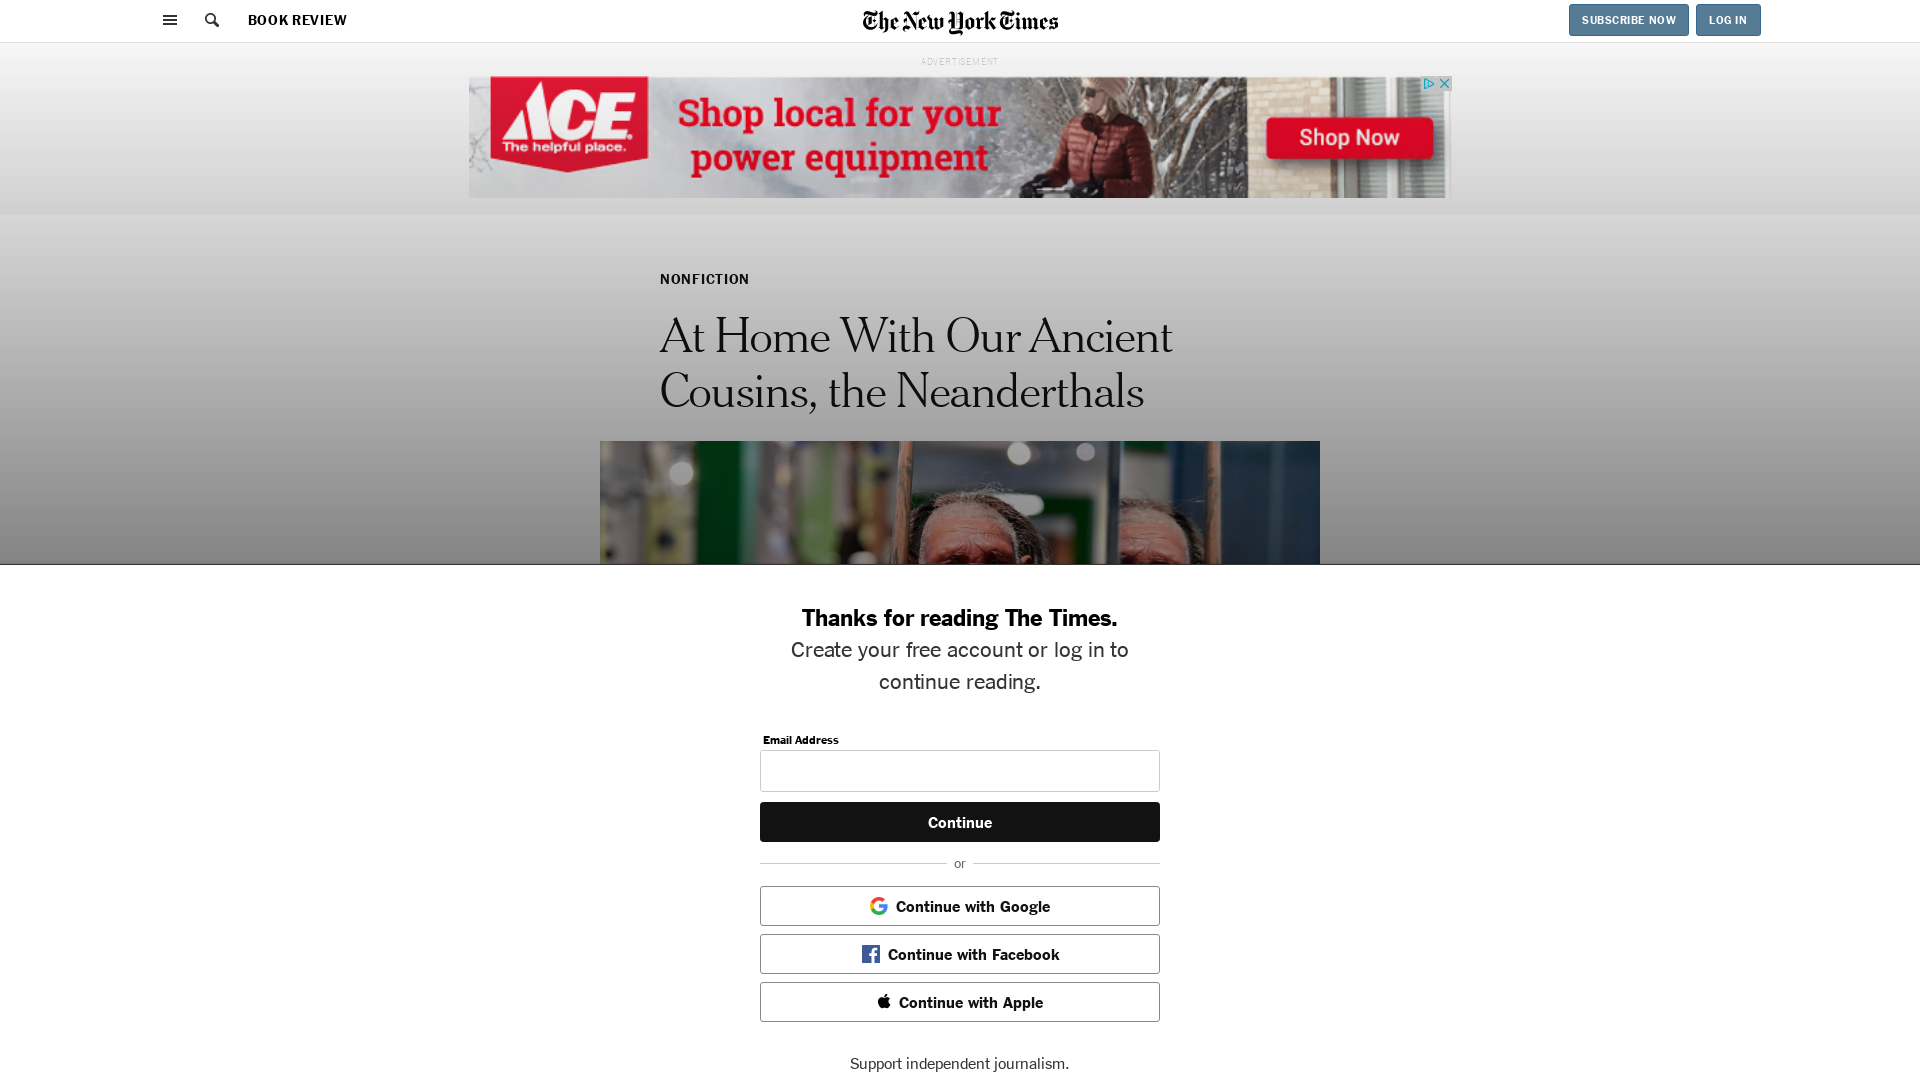 BOOK REVIEW
The New York Times
SUBSCRIBE NOW
LOG IN
ADVERTISEMENT
ACE
The helpful place.
Shop local for your
power equipment
Shop Now
NONFICTION
At Home With Our Ancient
Cousins, the Neanderthals
Thanks for reading The Times.
Create your free account or log in to
continue reading.
Email Address
Continue
or
Continue with Google
Continue with Facebook
Continue with Apple
Support independent journalism.